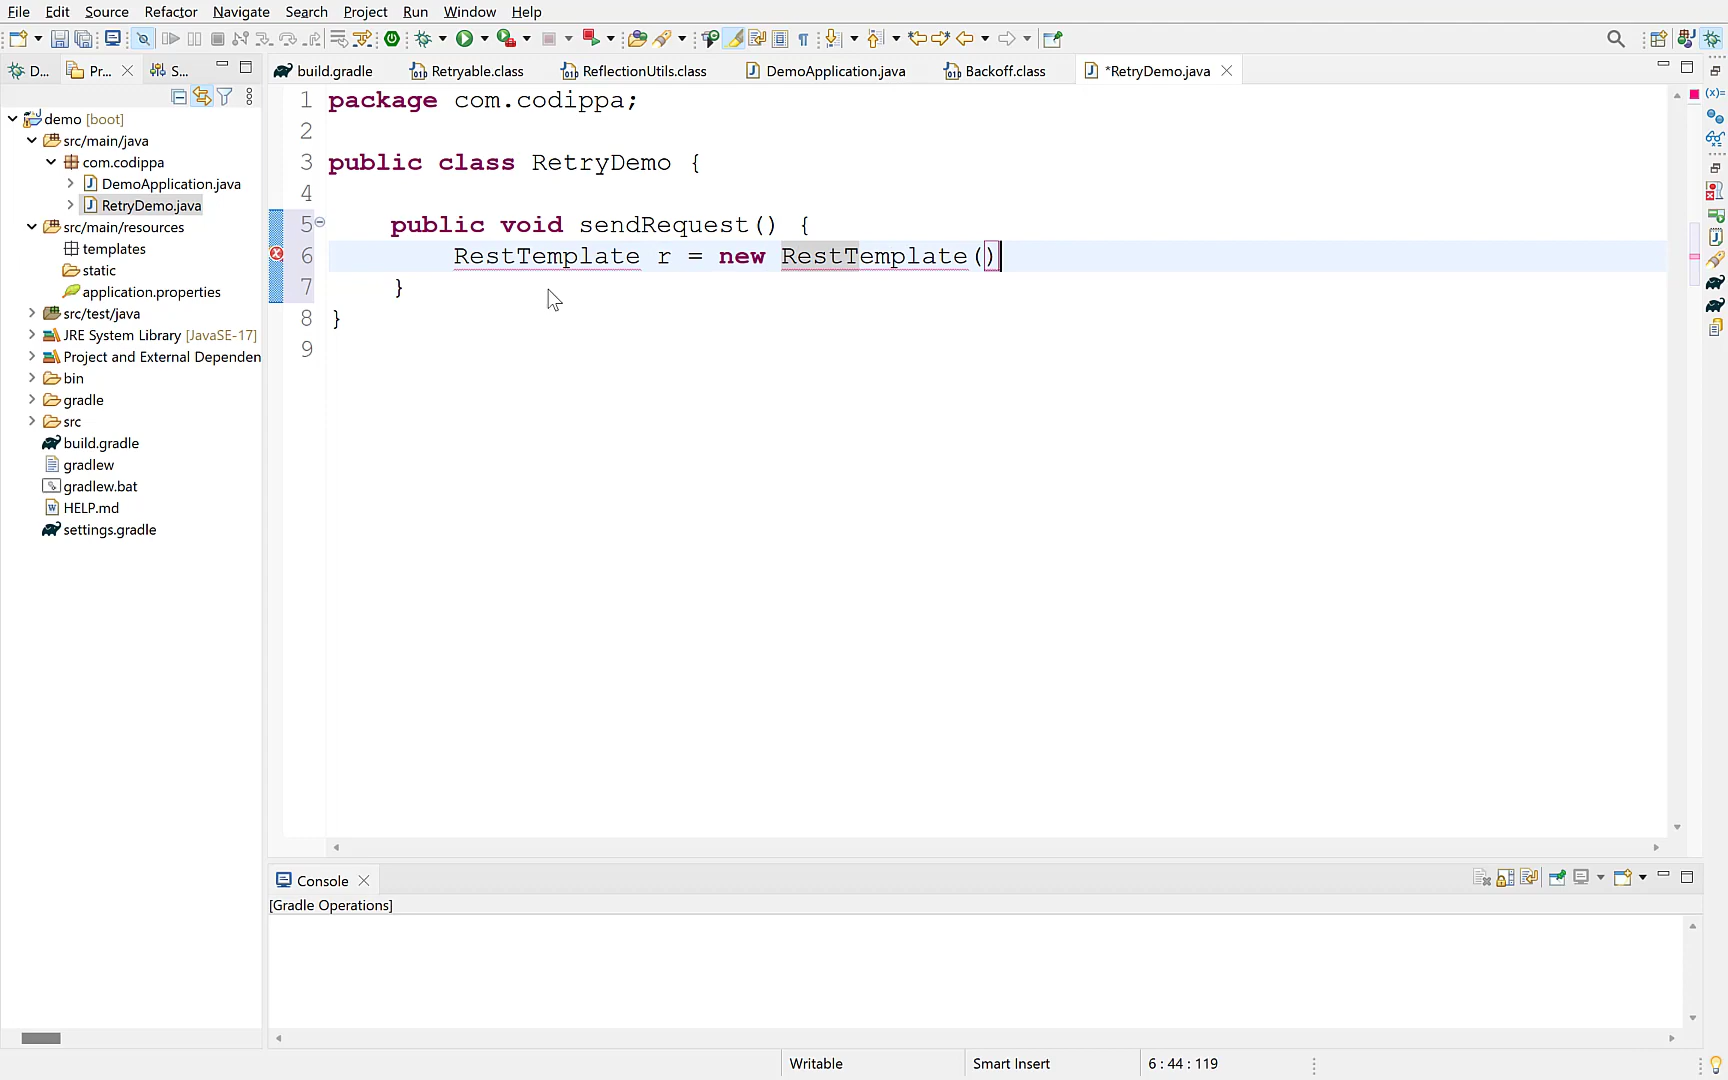 File Edit Source Refactor Navigate Search Project Run Window Help
D... Pr... S...
build.gradle Retryable.class ReflectionUtils.class DemoApplication.java Backoff.class *RetryDemo.java
demo [boot]
src/main/java
com.codippa
DemoApplication.java
RetryDemo.java
src/main/resources
templates
static
application.properties
src/test/java
JRE System Library [JavaSE-17]
Project and External Dependen
bin
gradle
src
build.gradle
gradlew
gradlew.bat
HELP.md
settings.gradle
1 package com.codippa;
2
3 public class RetryDemo {
4
5 public void sendRequest() {
6 RestTemplate r = new RestTemplate()
7 }
8 }
9
Console
[Gradle Operations]
Writable Smart Insert 6 : 44 : 119